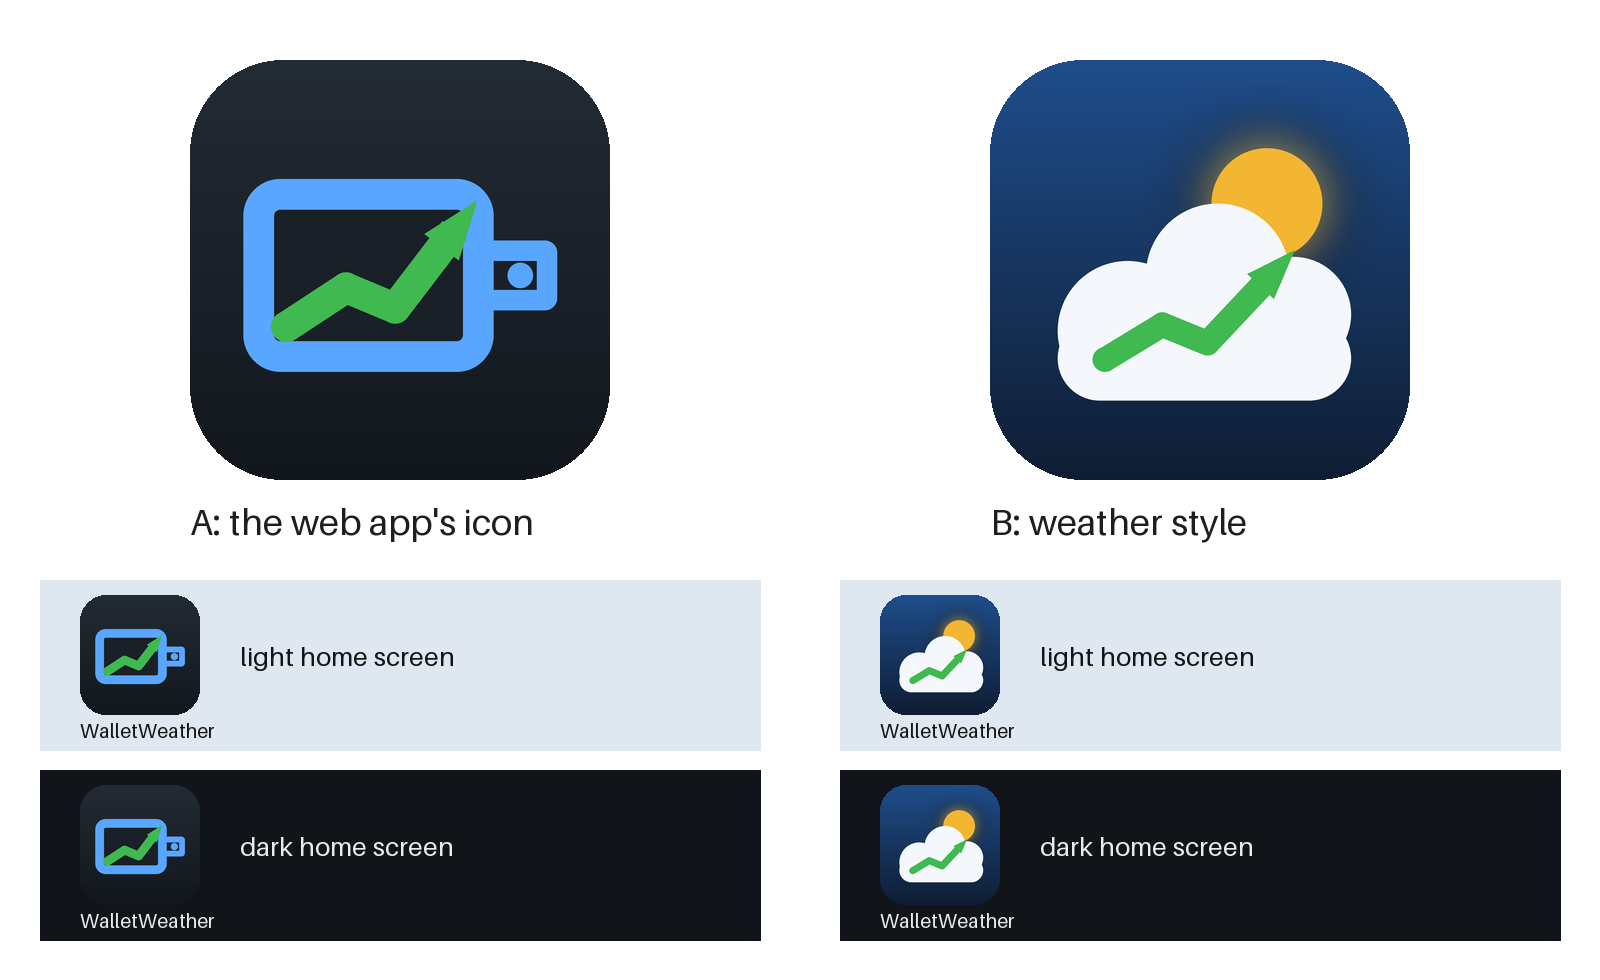 A: the web app's icon
B: weather style
light home screen
WalletWeather
light home screen
WalletWeather
dark home screen
WalletWeather
dark home screen
WalletWeather